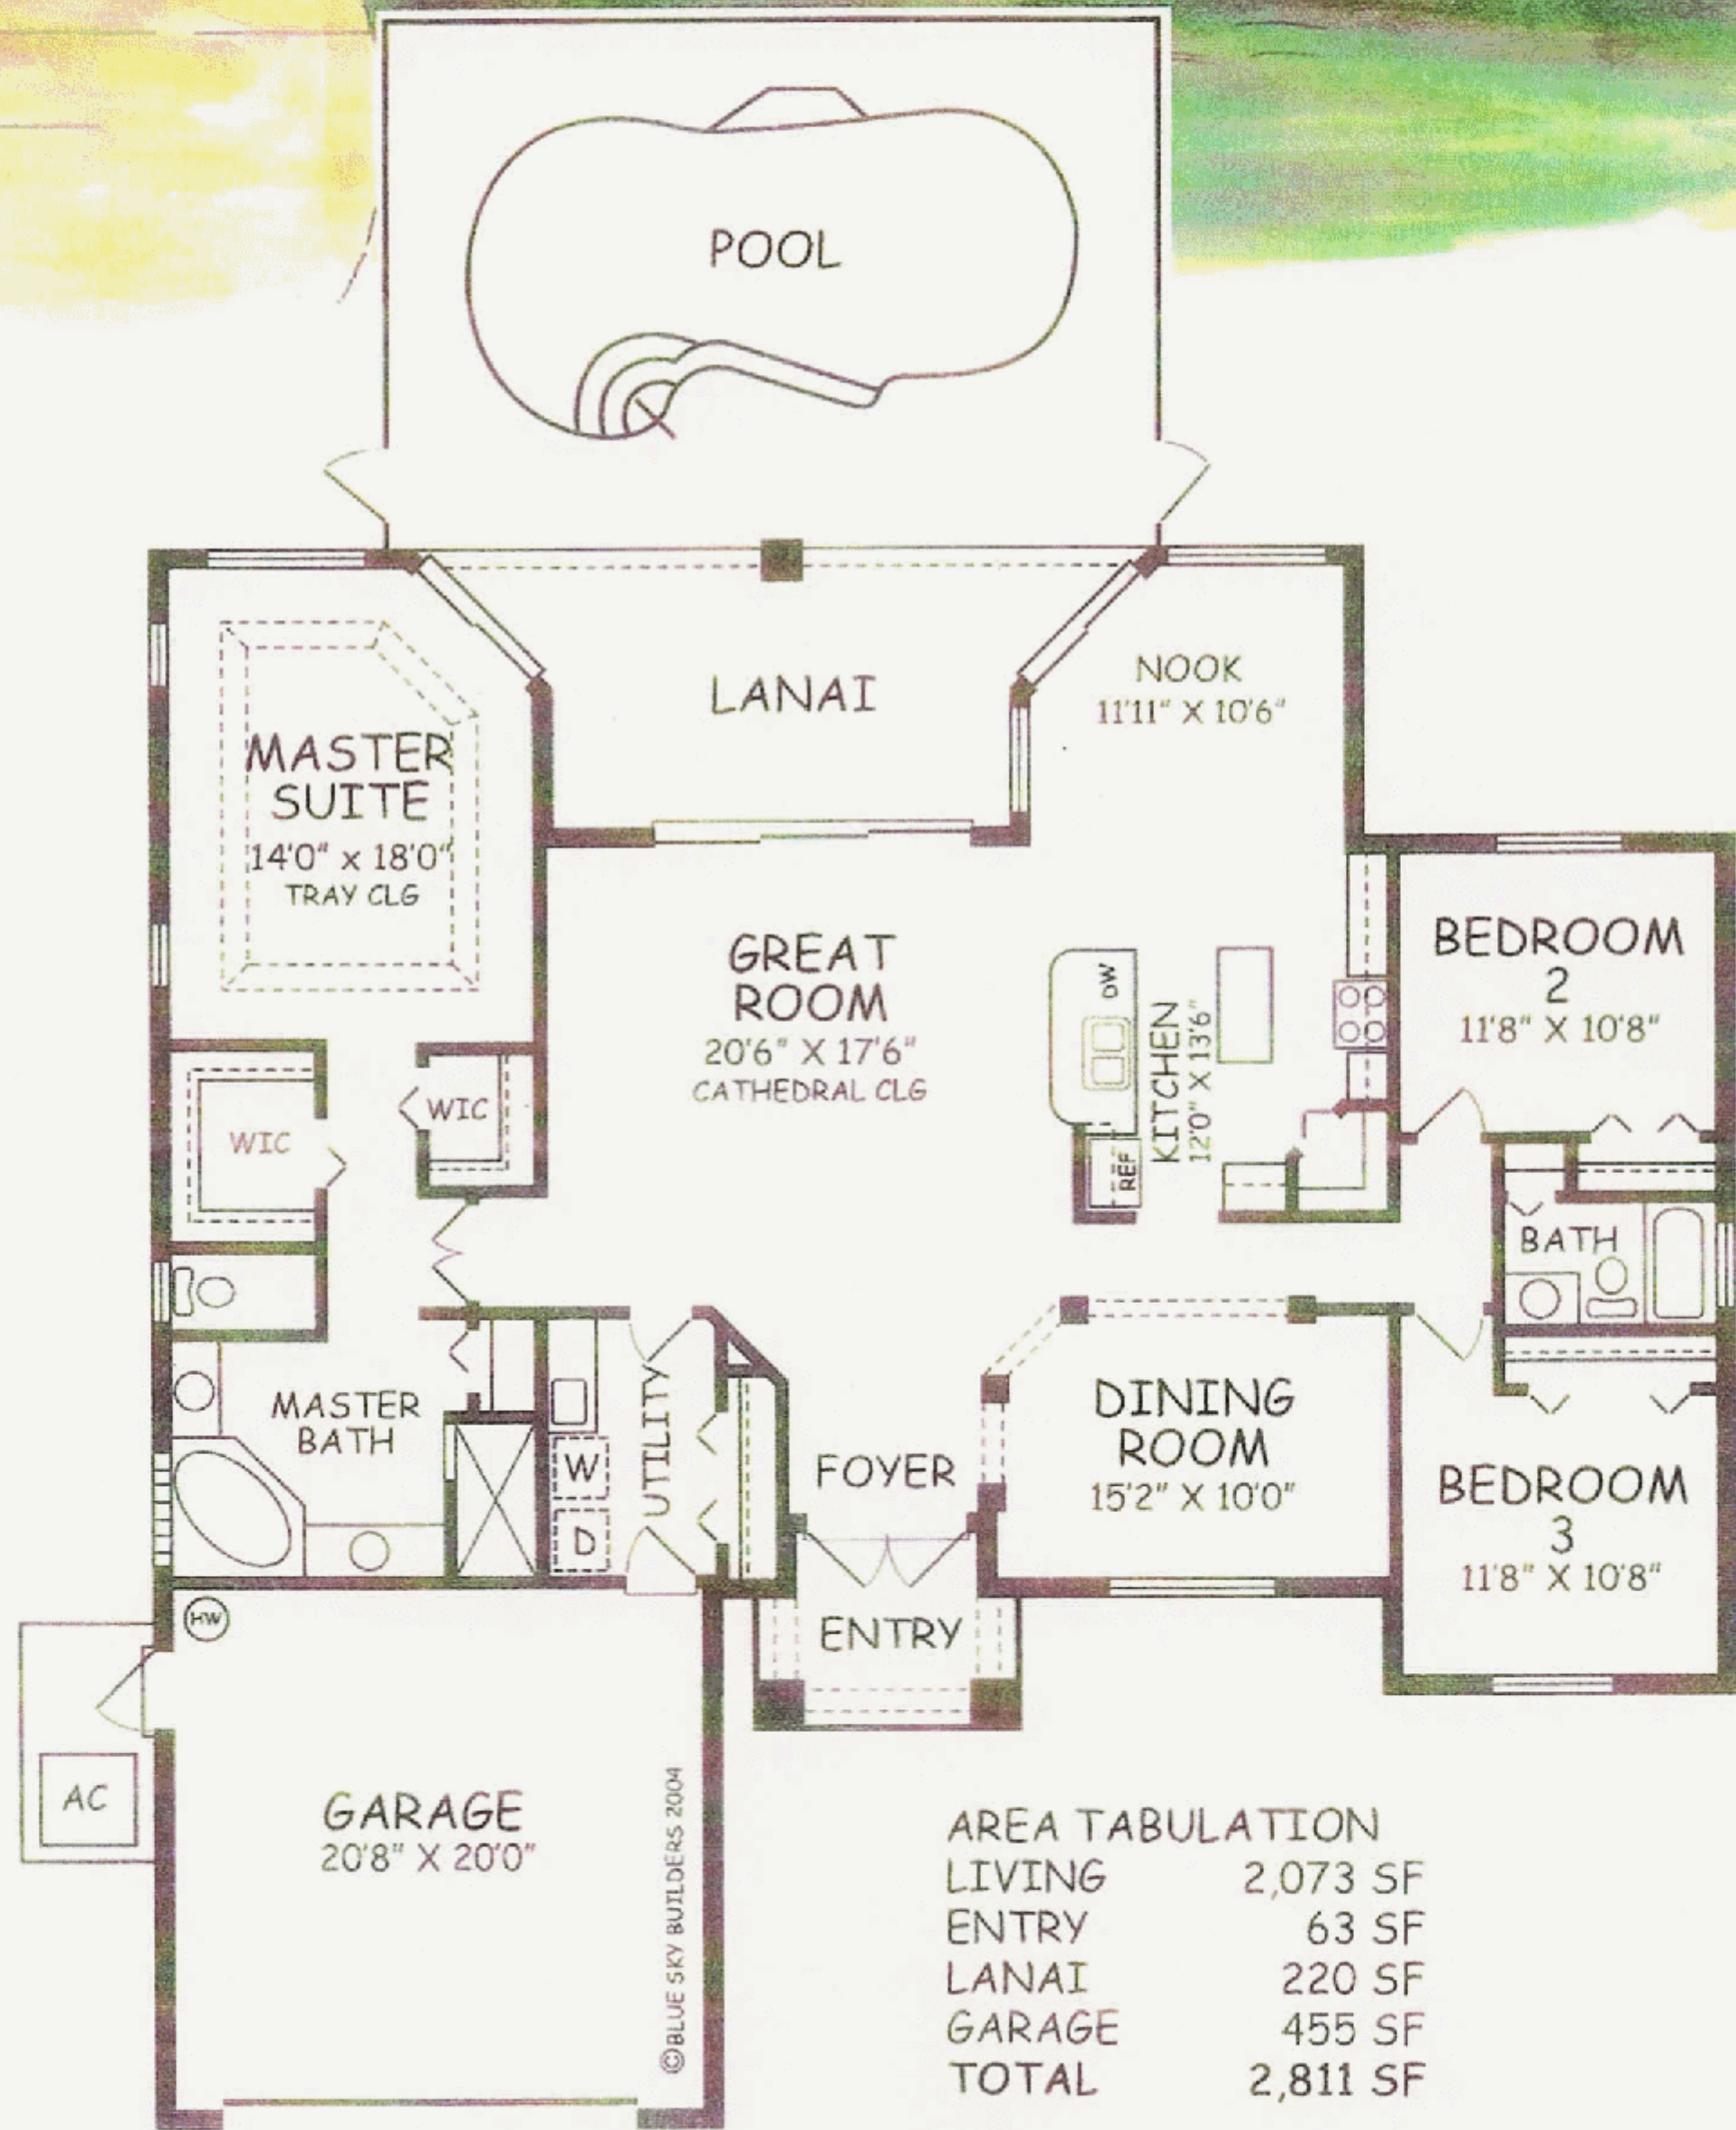 POOL
LANAI
NOOK
11'11" X 10'6"
MASTER
SUITE
14'0" x 18'0"
TRAY CLG
GREAT
ROOM
20'6" X 17'6"
CATHEDRAL CLG
DW
KITCHEN
12'0" X 13'6"
REF
BEDROOM
2
11'8" X 10'8"
WIC
WIC
BATH
MASTER
BATH
UTILITY
W
D
FOYER
DINING
ROOM
15'2" X 10'0"
BEDROOM
3
11'8" X 10'8"
HW
ENTRY
AC
GARAGE
20'8" X 20'0"
©BLUE SKY BUILDERS 2004
AREA TABULATION
LIVING 2,073 SF
ENTRY 63 SF
LANAI 220 SF
GARAGE 455 SF
TOTAL 2,811 SF